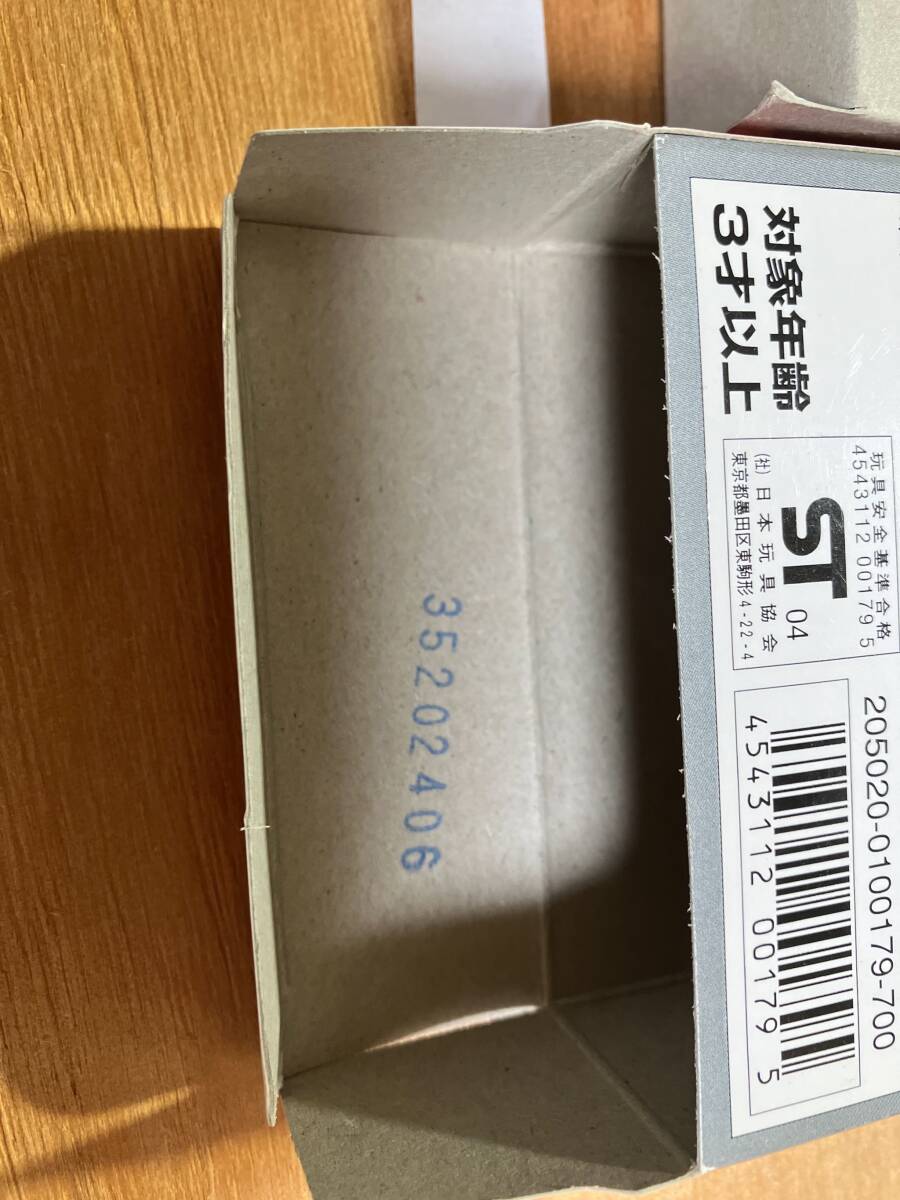 対象年齢
3才以上
玩具安全基準合格
4543112 00179 5
ST 04
(社)日本玩具協会
東京都墨田区東駒形4-22-4
205020-0100179-700
4 543112 001795
35202406